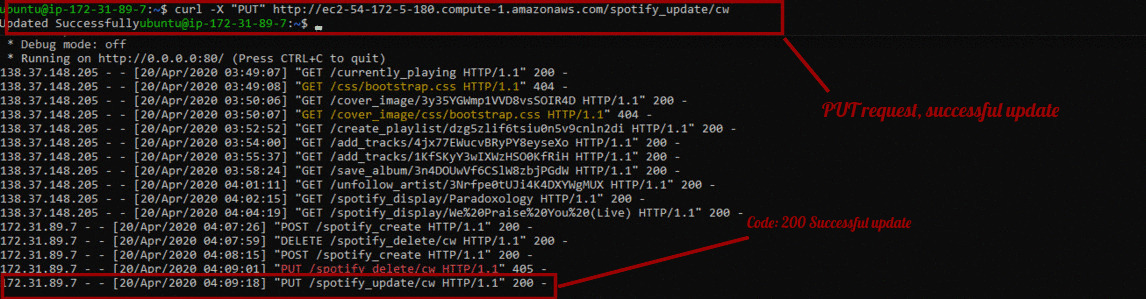 ubuntu@ip-172-31-89-7:~$ curl -X "PUT" http://ec2-54-172-5-180.compute-1.amazonaws.com/spotify_update/cw
Updated Successfullyubuntu@ip-172-31-89-7:~$
* Debug mode: off
* Running on http://0.0.0.0:80/ (Press CTRL+C to quit)
138.37.148.205 - - [20/Apr/2020 03:49:07] "GET /currently_playing HTTP/1.1" 200 -
138.37.148.205 - - [20/Apr/2020 03:49:08] "GET /css/bootstrap.css HTTP/1.1" 404 -
138.37.148.205 - - [20/Apr/2020 03:50:06] "GET /cover_image/3y35YGWmp1VVD8vsSOIR4D HTTP/1.1" 200 -
138.37.148.205 - - [20/Apr/2020 03:50:07] "GET /cover_image/css/bootstrap.css HTTP/1.1" 404 -
138.37.148.205 - - [20/Apr/2020 03:52:52] "GET /create_playlist/dzg5zlif6tsiu0n5v9cnln2di HTTP/1.1" 200 -
138.37.148.205 - - [20/Apr/2020 03:54:00] "GET /add_tracks/4jx77EWucvBRyPY8eyseXo HTTP/1.1" 200 -
138.37.148.205 - - [20/Apr/2020 03:55:37] "GET /add_tracks/1KfSKyY3wIXWzHSO0KfRiH HTTP/1.1" 200 -
138.37.148.205 - - [20/Apr/2020 03:58:24] "GET /save_album/3n4DOUwVf6CSlW8zbjPGdW HTTP/1.1" 200 -
138.37.148.205 - - [20/Apr/2020 04:01:11] "GET /unfollow_artist/3Nrfpe0tUJi4K4DXYWgMUX HTTP/1.1" 200 -
138.37.148.205 - - [20/Apr/2020 04:02:15] "GET /spotify_display/Paradoxology HTTP/1.1" 200 -
138.37.148.205 - - [20/Apr/2020 04:04:19] "GET /spotify_display/We%20Praise%20You%20(Live) HTTP/1.1" 200 -
172.31.89.7 - - [20/Apr/2020 04:07:26] "POST /spotify_create HTTP/1.1" 200 -
172.31.89.7 - - [20/Apr/2020 04:07:59] "DELETE /spotify_delete/cw HTTP/1.1" 200 -
172.31.89.7 - - [20/Apr/2020 04:08:15] "POST /spotify_create HTTP/1.1" 200 -
172.31.89.7 - - [20/Apr/2020 04:09:01] "PUT /spotify_delete/cw HTTP/1.1" 405 -
172.31.89.7 - - [20/Apr/2020 04:09:18] "PUT /spotify_update/cw HTTP/1.1" 200 -
PUT request, successful update
Code: 200 Successful update